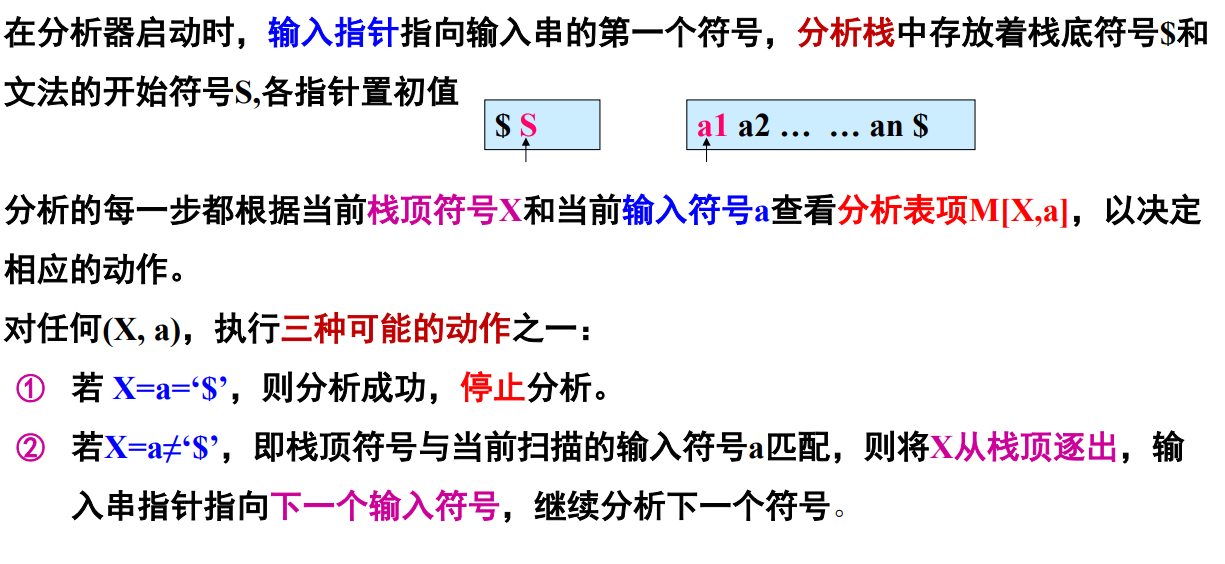 在分析器启动时，输入指针指向输入串的第一个符号，分析栈中存放着栈底符号$和
文法的开始符号S,各指针置初值
$ S
a1 a2 … … an $
分析的每一步都根据当前栈顶符号X和当前输入符号a查看分析表项M[X,a]，以决定
相应的动作。
对任何(X, a)，执行三种可能的动作之一：
① 若 X=a=‘$’，则分析成功，停止分析。
② 若X=a≠‘$’，即栈顶符号与当前扫描的输入符号a匹配，则将X从栈顶逐出，输
入串指针指向下一个输入符号，继续分析下一个符号。